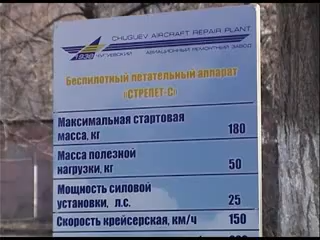 CHUGUEV AIRCRAFT REPAIR PLANT
ЧУГУЕВСКИЙ АВИАЦИОННЫЙ РЕМОНТНЫЙ ЗАВОД
Беспилотный летательный аппарат
«СТРЕПЕТ-С»
Максимальная стартовая
масса, кг 180
Масса полезной
нагрузки, кг 50
Мощность силовой
установки, л.с. 25
Скорость крейсерская, км/ч 150